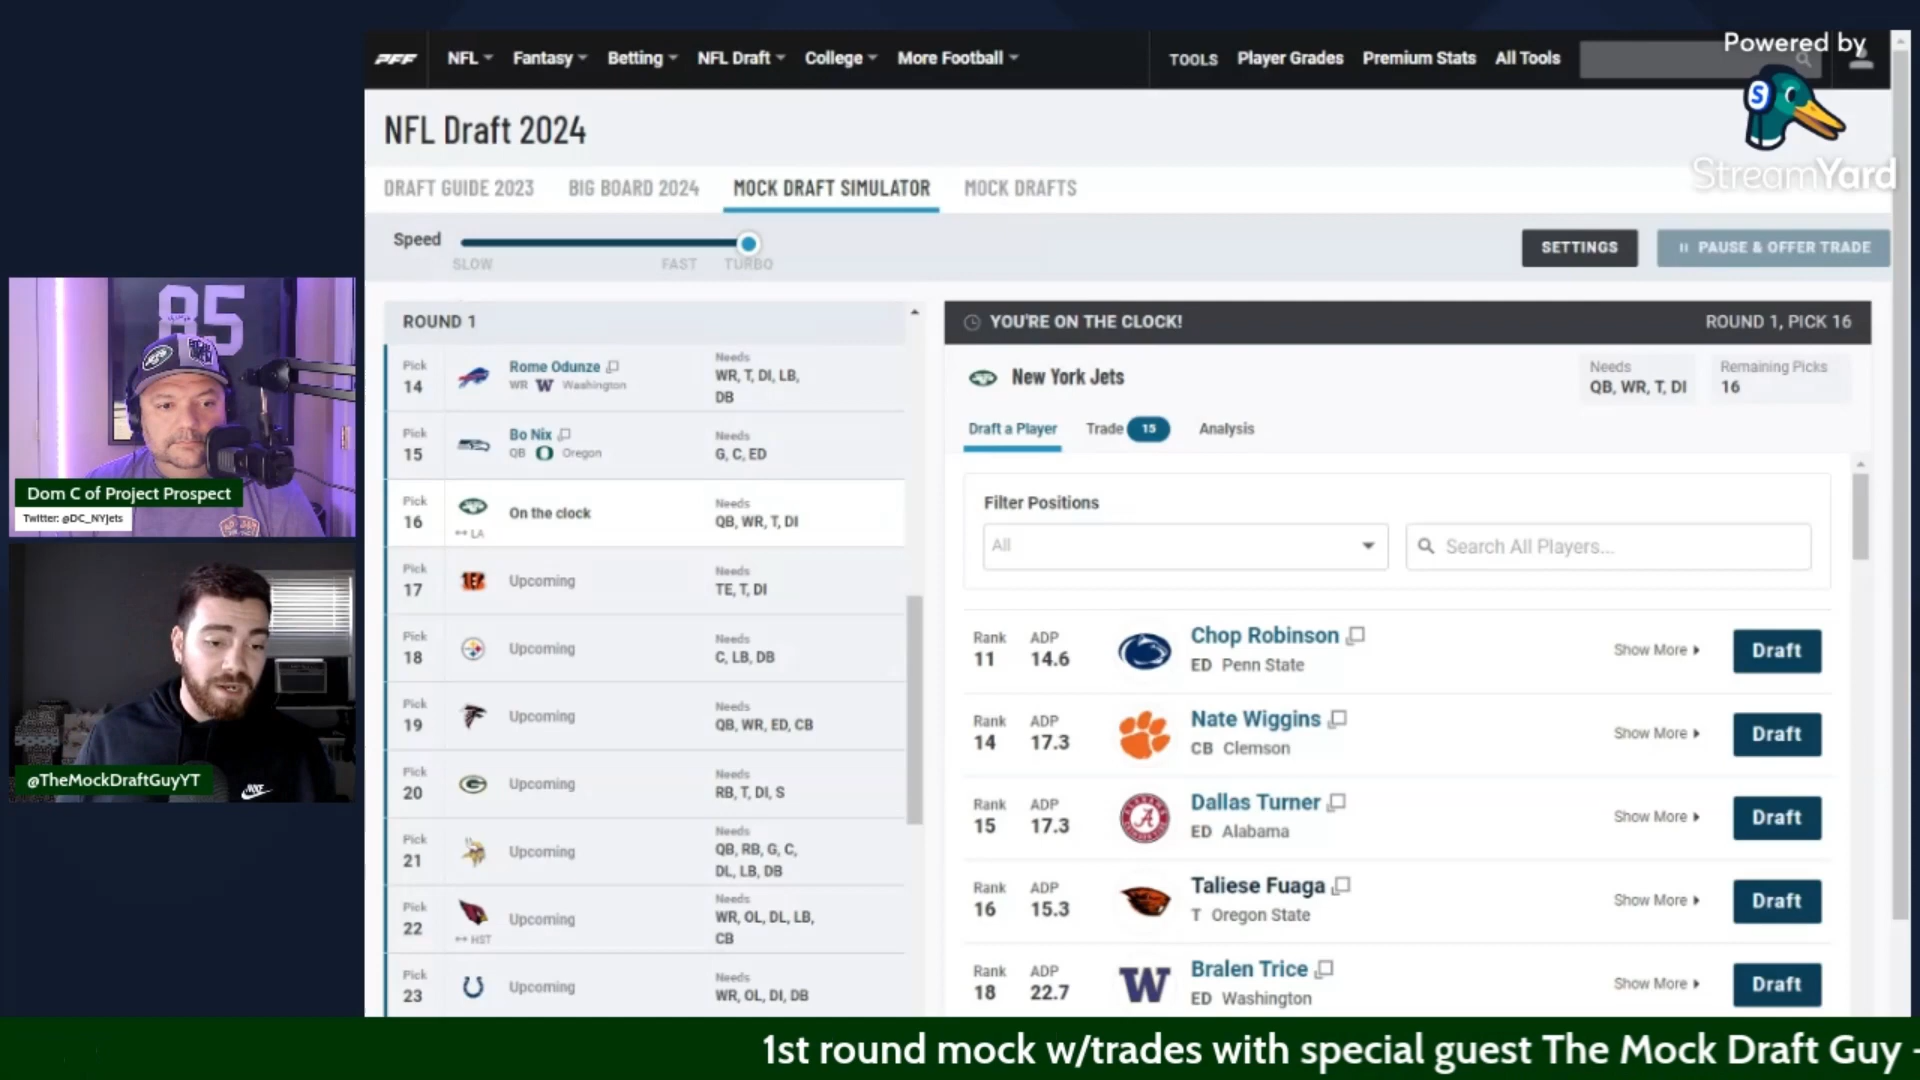 Powered by
StreamYard
PFF
NFL
Fantasy
Betting
NFL Draft
College
More Football
TOOLS
Player Grades
Premium Stats
All Tools
NFL Draft 2024
DRAFT GUIDE 2023
BIG BOARD 2024
MOCK DRAFT SIMULATOR
MOCK DRAFTS
Speed
SLOW
FAST
TURBO
SETTINGS
PAUSE & OFFER TRADE
85
JETS
Dom C of Project Prospect
Twitter: @DC_NYJets
@TheMockDraftGuyYT
NIKE
ROUND 1
Pick
14
Rome Odunze
WR W Washington
Needs
WR, T, DI, LB,
DB
Pick
15
Bo Nix
QB O Oregon
Needs
G, C, ED
Pick
16
LA
On the clock
Needs
QB, WR, T, DI
Pick
17
Upcoming
Needs
TE, T, DI
Pick
18
Upcoming
Needs
C, LB, DB
Pick
19
Upcoming
Needs
QB, WR, ED, CB
Pick
20
G
Upcoming
Needs
RB, T, DI, S
Pick
21
Upcoming
Needs
QB, RB, G, C,
DL, LB, DB
Pick
22
HST
Upcoming
Needs
WR, OL, DL, LB,
CB
Pick
23
Upcoming
Needs
WR, OL, DI, DB
YOU'RE ON THE CLOCK!
ROUND 1, PICK 16
New York Jets
Needs
QB, WR, T, DI
Remaining Picks
16
Draft a Player
Trade 15
Analysis
Filter Positions
All
Search All Players...
Rank
11
ADP
14.6
Chop Robinson
ED Penn State
Show More
Draft
Rank
14
ADP
17.3
Nate Wiggins
CB Clemson
Show More
Draft
Rank
15
ADP
17.3
Dallas Turner
ED Alabama
Show More
Draft
Rank
16
ADP
15.3
Taliese Fuaga
T Oregon State
Show More
Draft
Rank
18
ADP
22.7
W
Bralen Trice
ED Washington
Show More
Draft
1st round mock w/trades with special guest The Mock Draft Guy -